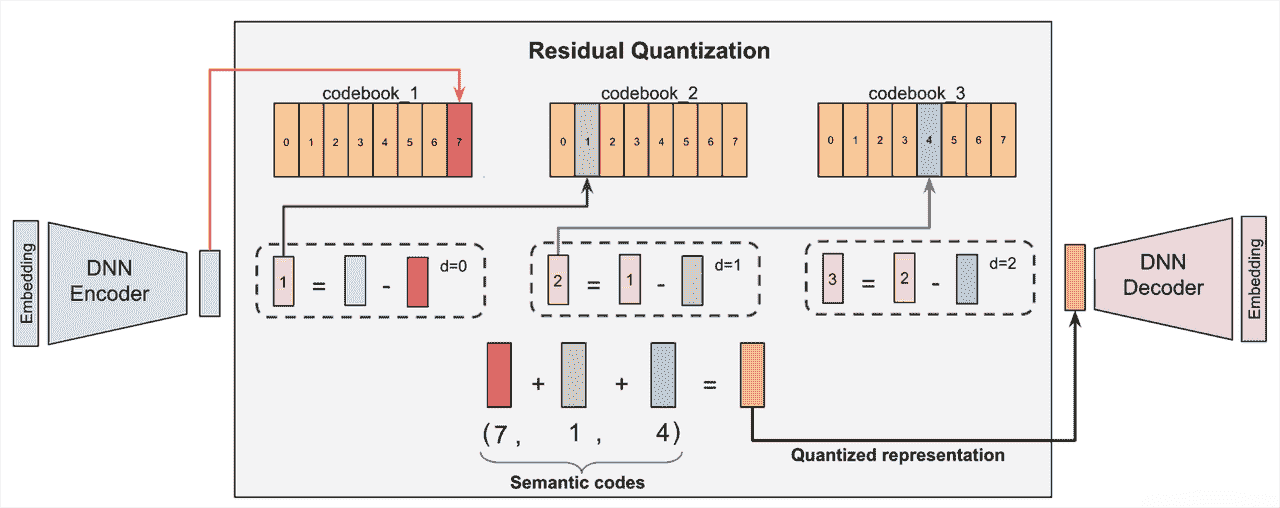 Residual Quantization
codebook_1
codebook_2
codebook_3
0 1 2 3 4 5 6 7
0 1 2 3 4 5 6 7
0 1 2 3 4 5 6 7
Embedding
DNN
Encoder
1 = - d=0
2 = 1 - d=1
3 = 2 - d=2
DNN
Decoder
Embedding
+ + =
(7, 1, 4)
Quantized representation
Semantic codes